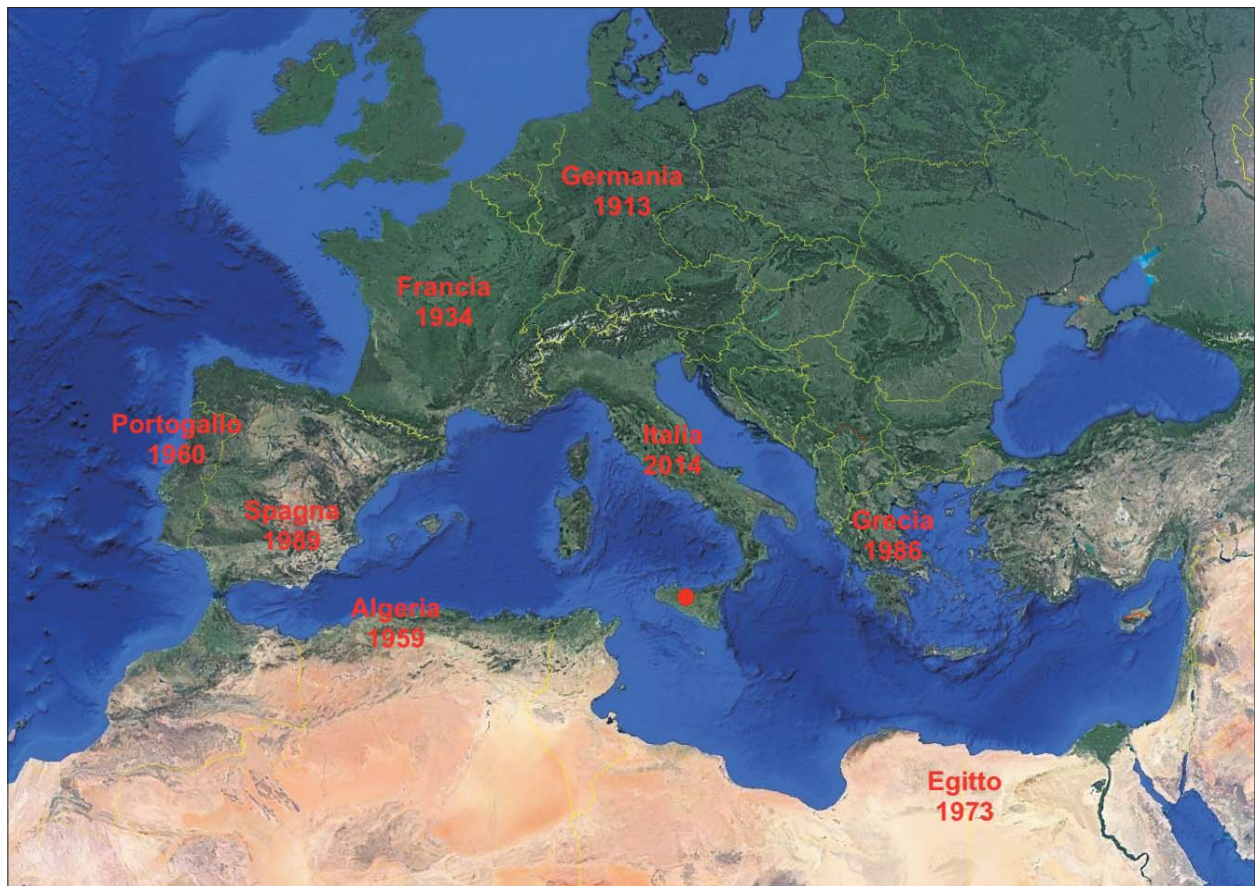 Germania
1913
Francia
1934
Portogallo
1960
Italia
2014
Spagna
1989
Grecia
1986
Algeria
1959
Egitto
1973